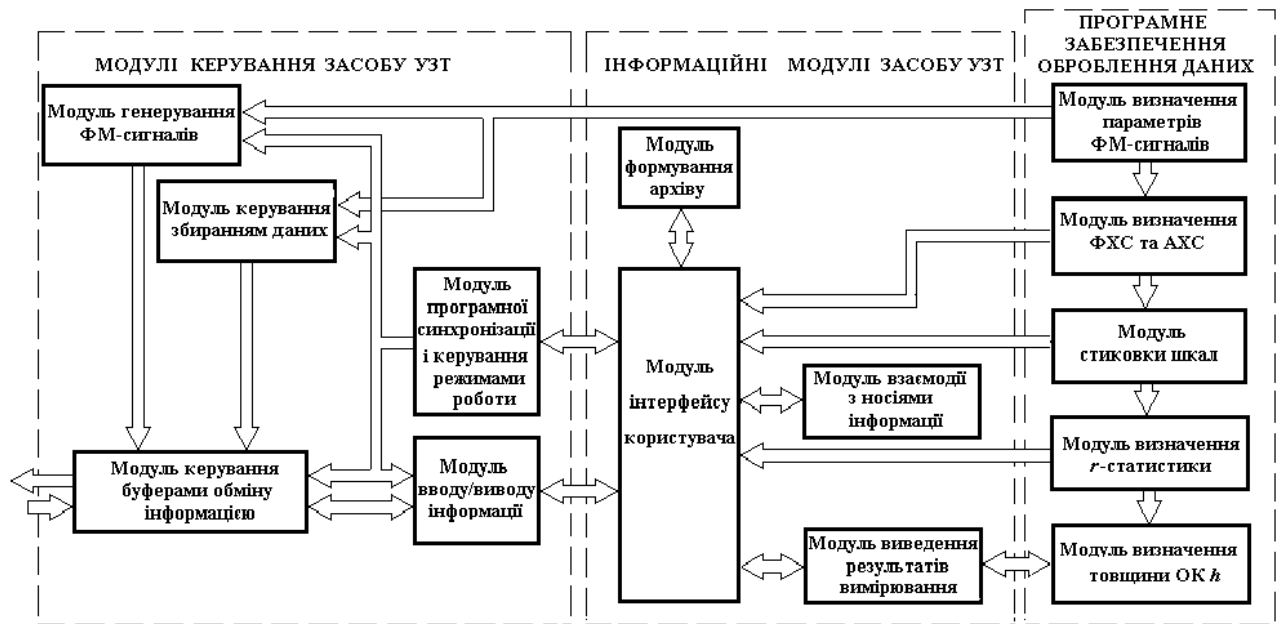 МОДУЛІ КЕРУВАННЯ ЗАСОБУ УЗТ
Модуль генерування
ФМ-сигналів
Модуль керування
збиранням даних
Модуль
програмної
синхронізації
і керування
режимами
роботи
Модуль керування
буферами обміну
інформацією
Модуль
вводу/виводу
інформації
ІНФОРМАЦІЙНІ МОДУЛІ ЗАСОБУ УЗТ
Модуль
формування
архіву
Модуль
інтерфейсу
користувача
Модуль взаємодії
з носіями
інформації
Модуль виведення
результатів
вимірювання
ПРОГРАМНЕ
ЗАБЕЗПЕЧЕННЯ
ОБРОБЛЕННЯ ДАНИХ
Модуль визначення
параметрів
ФМ-сигналів
Модуль визначення
ФХС та АХС
Модуль
стиковки шкал
Модуль визначення
r-статистики
Модуль визначення
товщини ОК h